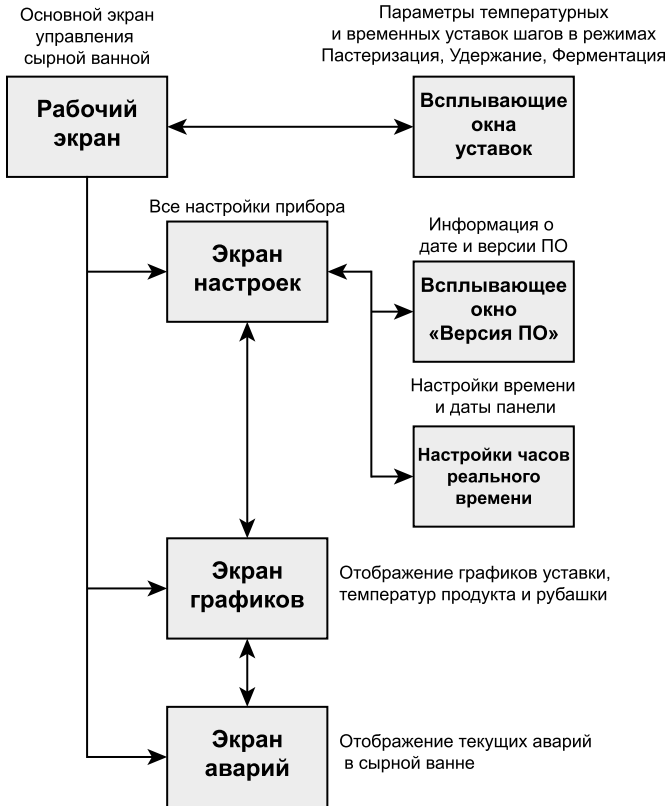 Основной экран
управления
сырной ванной
Параметры температурных
и временных уставок шагов в режимах
Пастеризация, Удержание, Ферментация
Рабочий
экран
Всплывающие
окна
уставок
Все настройки прибора
Экран
настроек
Информация о
дате и версии ПО
Всплывающее
окно
«Версия ПО»
Настройки времени
и даты панели
Настройки часов
реального
времени
Экран
графиков
Отображение графиков уставки,
температур продукта и рубашки
Экран
аварий
Отображение текущих аварий
в сырной ванне